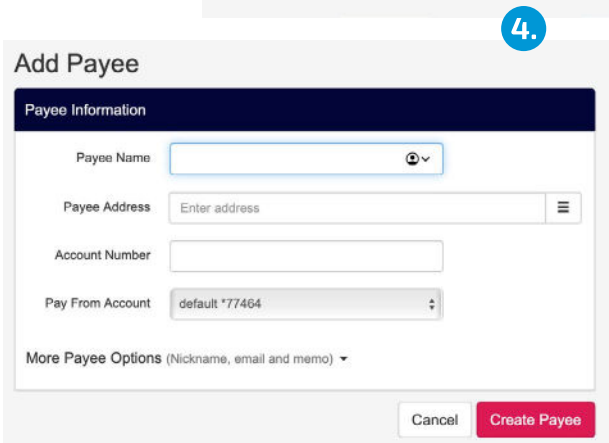 4.
Add Payee
Payee Information
Payee Name
Payee Address Enter address
Account Number
Pay From Account default *77464
More Payee Options (Nickname, email and memo)
Cancel Create Payee